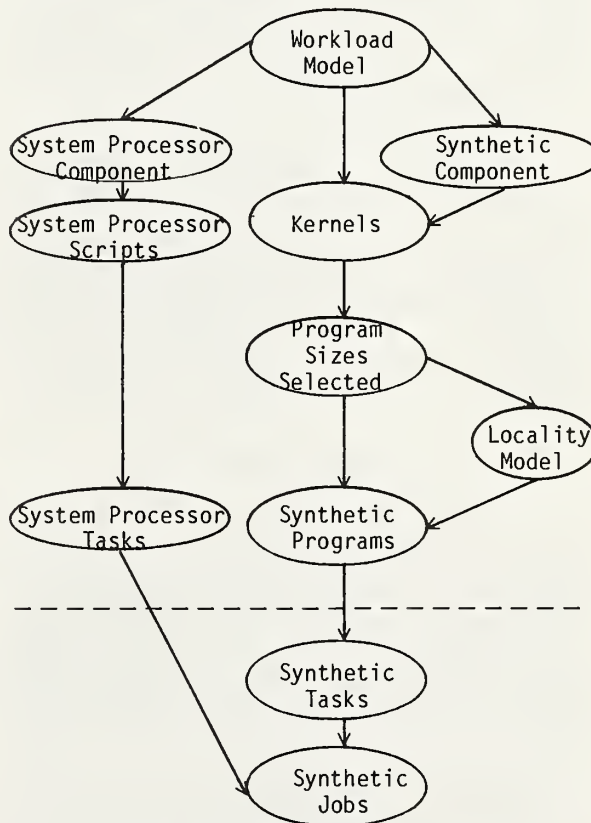 Workload
Model
System Processor
Component
Synthetic
Component
System Processor
Scripts
Kernels
Program
Sizes
Selected
Locality
Model
System Processor
Tasks
Synthetic
Programs
Synthetic
Tasks
Synthetic
Jobs